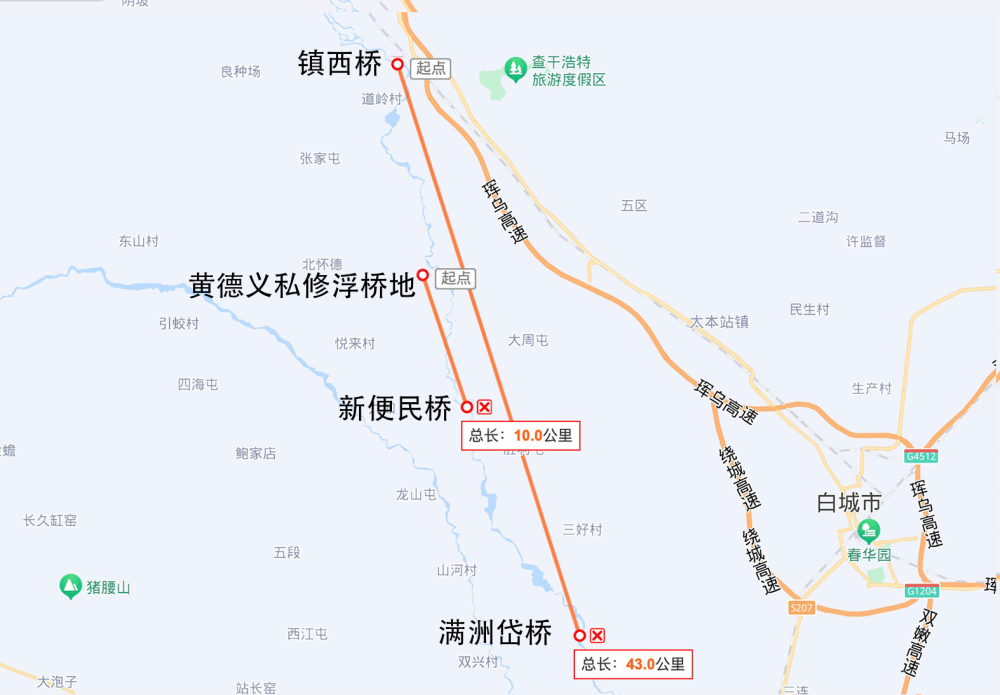 镇西桥
起点
查干浩特
旅游度假区
良种场
道岭村
马场
张家屯
珲乌高速
五区
二道沟
许监督
东山村
北怀德
黄德义私修浮桥地
起点
引蛟村
民生村
太本站镇
悦来村
大周屯
四海屯
生产村
珲乌高速
新便民桥
总长：10.0公里
鲍家店
G4512
绕城高速
龙山屯
珲乌高速
白城市
长久缸窑
三好村
五段
绕城高速
春华园
山河村
猪腰山
G1204
S207
双嫩高速
西江屯
满洲岱桥
总长：43.0公里
双兴村
大泡子
站长窑
三连